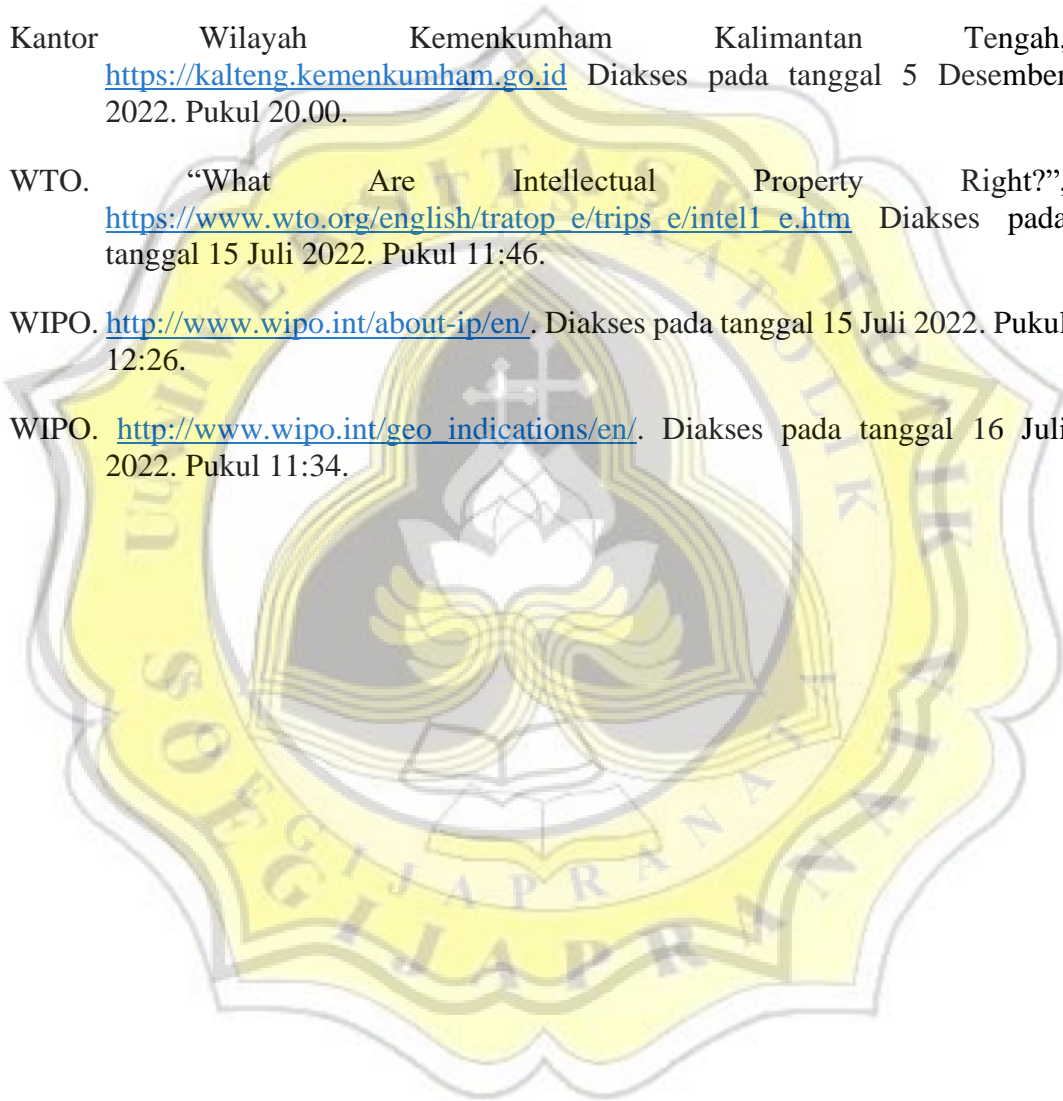 Kantor Wilayah Kemenkumham Kalimantan Tengah,
https://kalteng.kemenkumham.go.id Diakses pada tanggal 5 Desember
2022. Pukul 20.00.
WTO. “What Are Intellectual Property Right?”,
https://www.wto.org/english/tratop_e/trips_e/intel1_e.htm Diakses pada
tanggal 15 Juli 2022. Pukul 11:46.
WIPO. http://www.wipo.int/about-ip/en/. Diakses pada tanggal 15 Juli 2022. Pukul
12:26.
WIPO. http://www.wipo.int/geo_indications/en/. Diakses pada tanggal 16 Juli
2022. Pukul 11:34.
UNIVERSITAS KATOLIK
SOEGIJAPRANATA